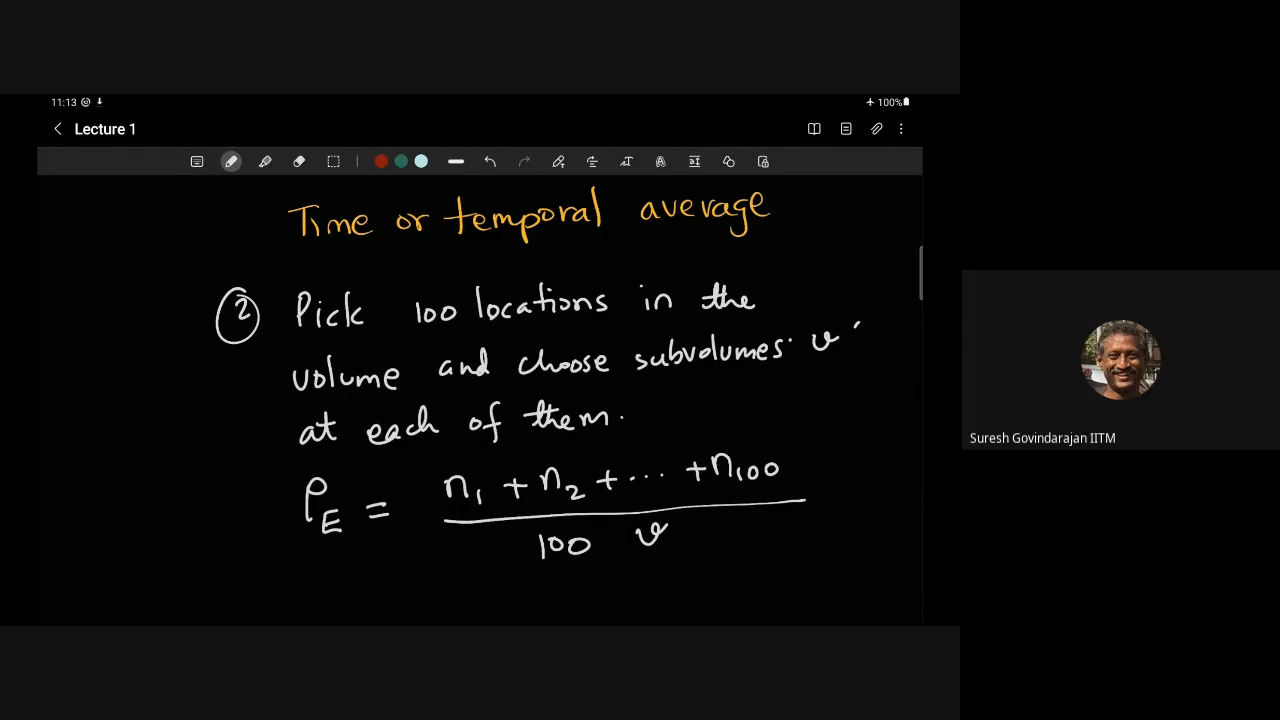 11:13
100%
Lecture 1
Time or temporal average
② Pick 100 locations in the
volume and choose subvolumes v
at each of them.
ρ_E = (n₁ + n₂ + ... + n₁₀₀) / (100 v)
Suresh Govindarajan IITM